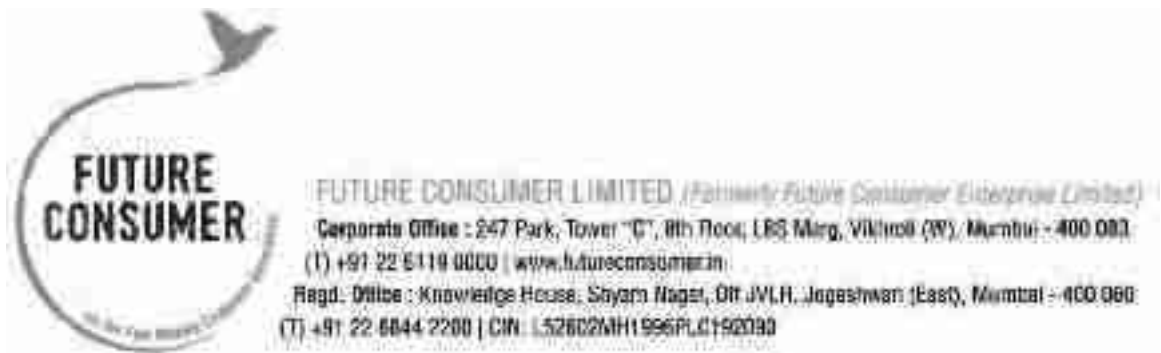 FUTURE
CONSUMER
FUTURE CONSUMER LIMITED (Formerly Future Consumer Enterprise Limited)
Corporate Office : 247 Park, Tower "C", 8th Floor, LBS Marg, Vikhroli (W), Mumbai - 400 083
(T) +91 22 6119 0000 | www.futureconsumer.in
Regd. Office : Knowledge House, Shyam Nagar, Off JVLR, Jogeshwari (East), Mumbai - 400 060
(T) +91 22 6644 2200 | CIN: L52602MH1996PLC192090